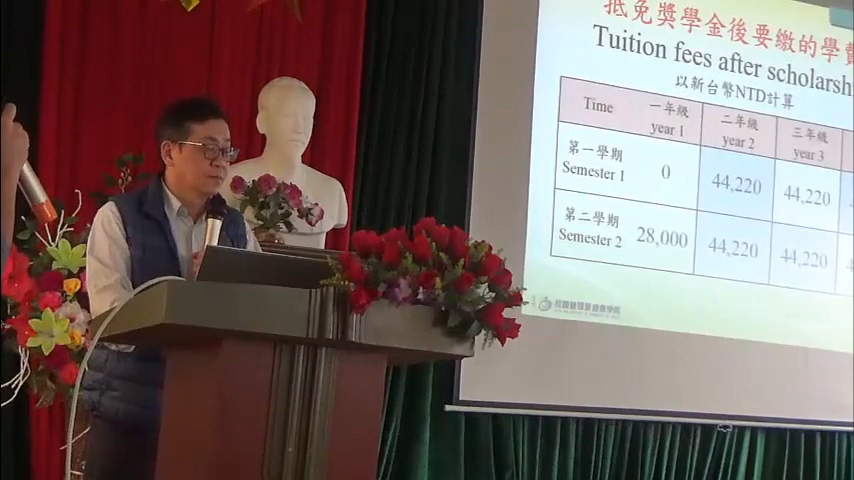 抵免獎學金後要繳的學費
Tuition fees after scholarship
以新台幣NTD計算
時間 Time
一年級 year 1
二年級 year 2
三年級 year 3
第一學期 Semester 1
0
44,220
44,220
第二學期 Semester 2
28,000
44,220
44,220